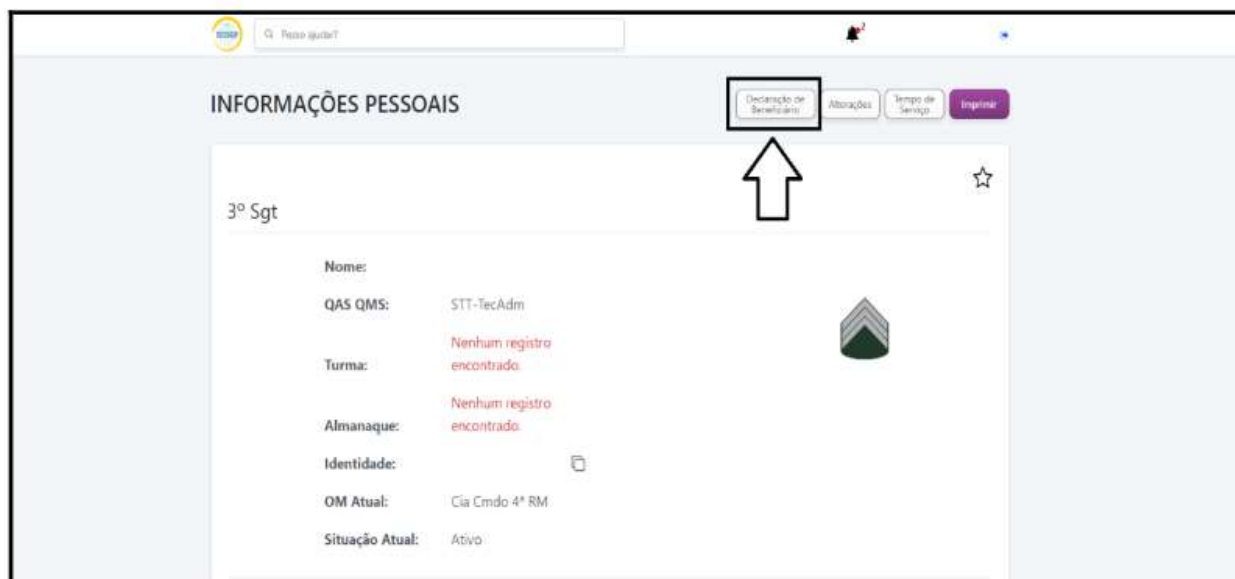 Posso ajudar?
2
INFORMAÇÕES PESSOAIS
Declaração de
Beneficiário
Alterações
Tempo de
Serviço
Imprimir
3º Sgt
Nome:
QAS QMS: STT-TecAdm
Nenhum registro
Turma: encontrado.
Nenhum registro
Almanaque: encontrado.
Identidade:
OM Atual: Cia Cmdo 4ª RM
Situação Atual: Ativo